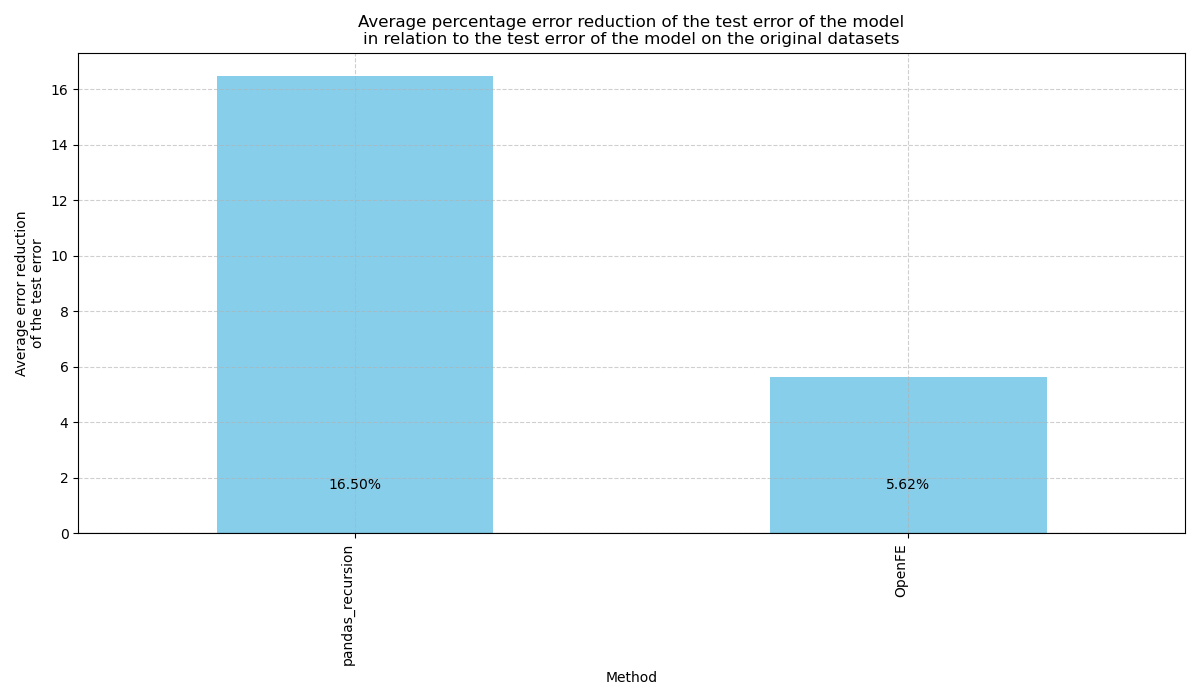 Average percentage error reduction of the test error of the model
in relation to the test error of the model on the original datasets
Average error reduction
of the test error
16
14
12
10
8
6
4
2
0
16.50%
5.62%
pandas_recursion
OpenFE
Method